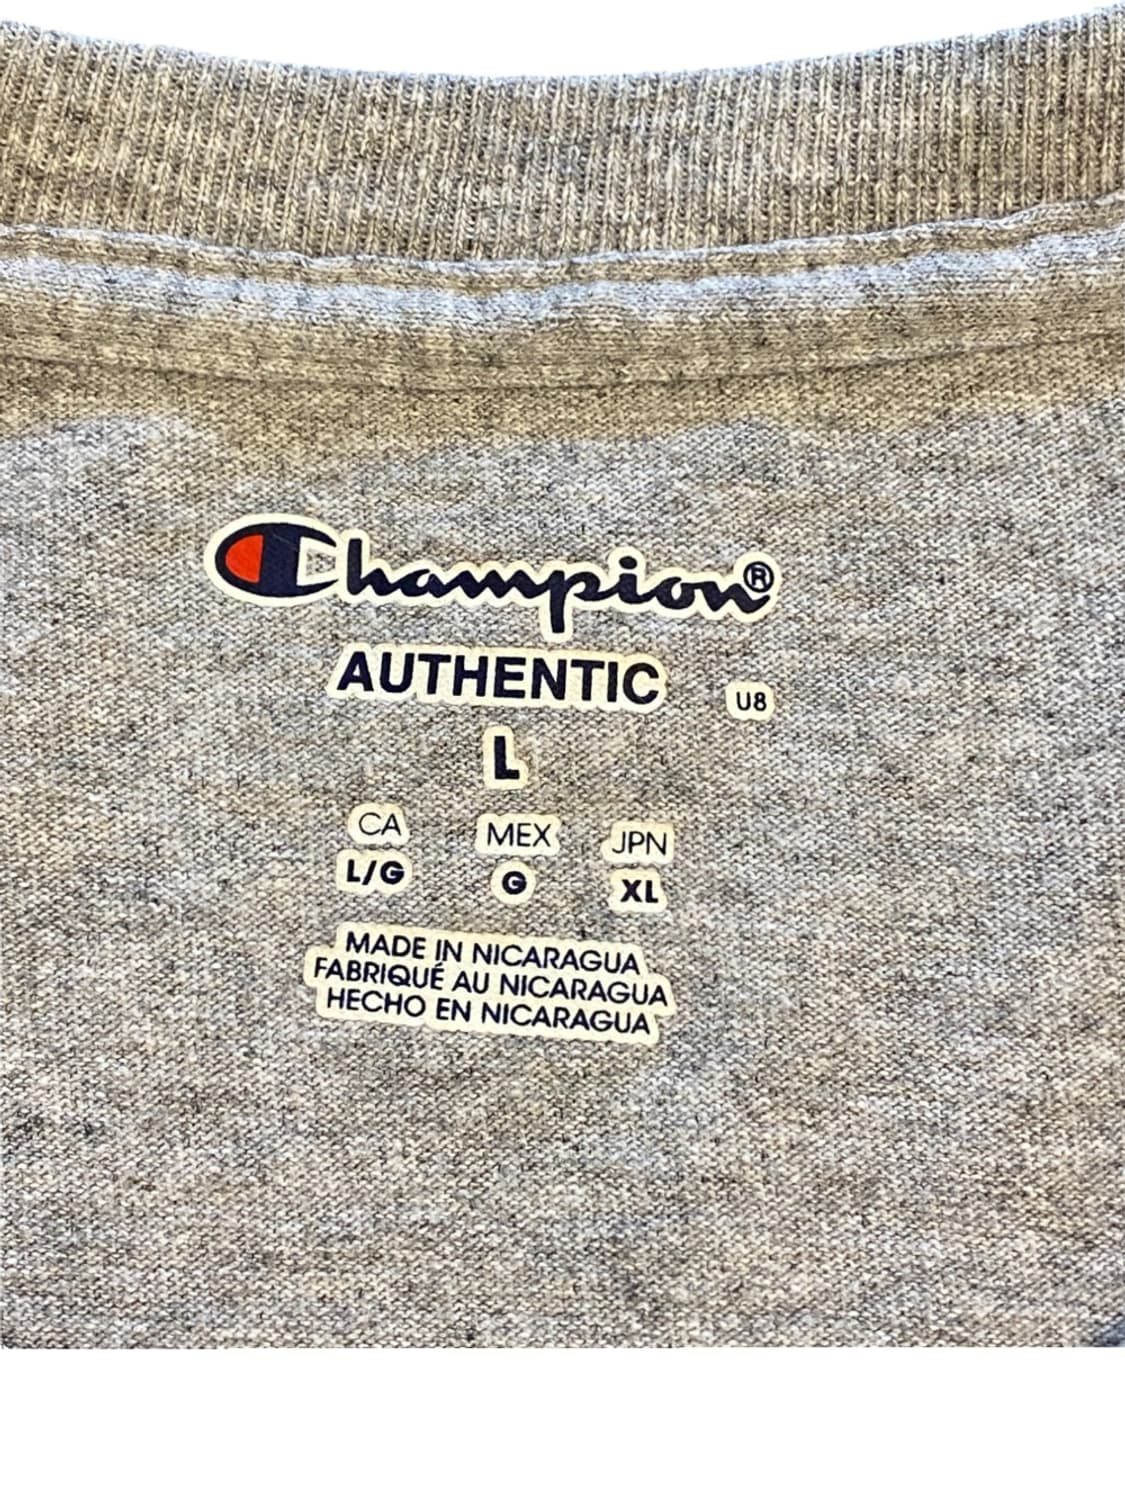 Champion®
AUTHENTIC U8
L
CA MEX JPN
L/G G XL
MADE IN NICARAGUA
FABRIQUÉ AU NICARAGUA
HECHO EN NICARAGUA